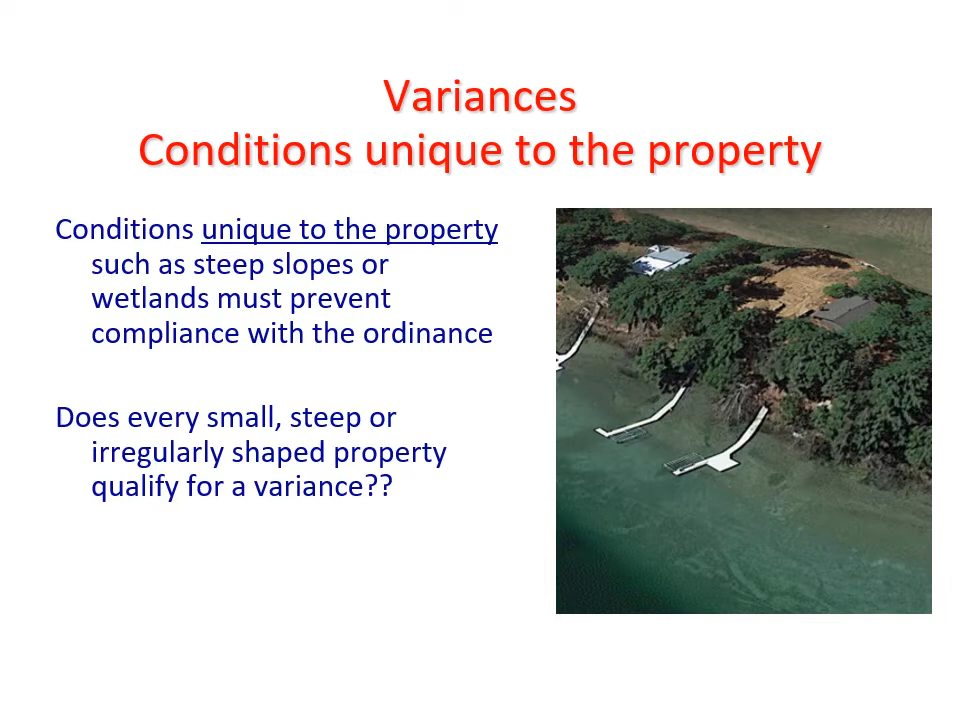 Variances
Conditions unique to the property
Conditions unique to the property
such as steep slopes or
wetlands must prevent
compliance with the ordinance
Does every small, steep or
irregularly shaped property
qualify for a variance??